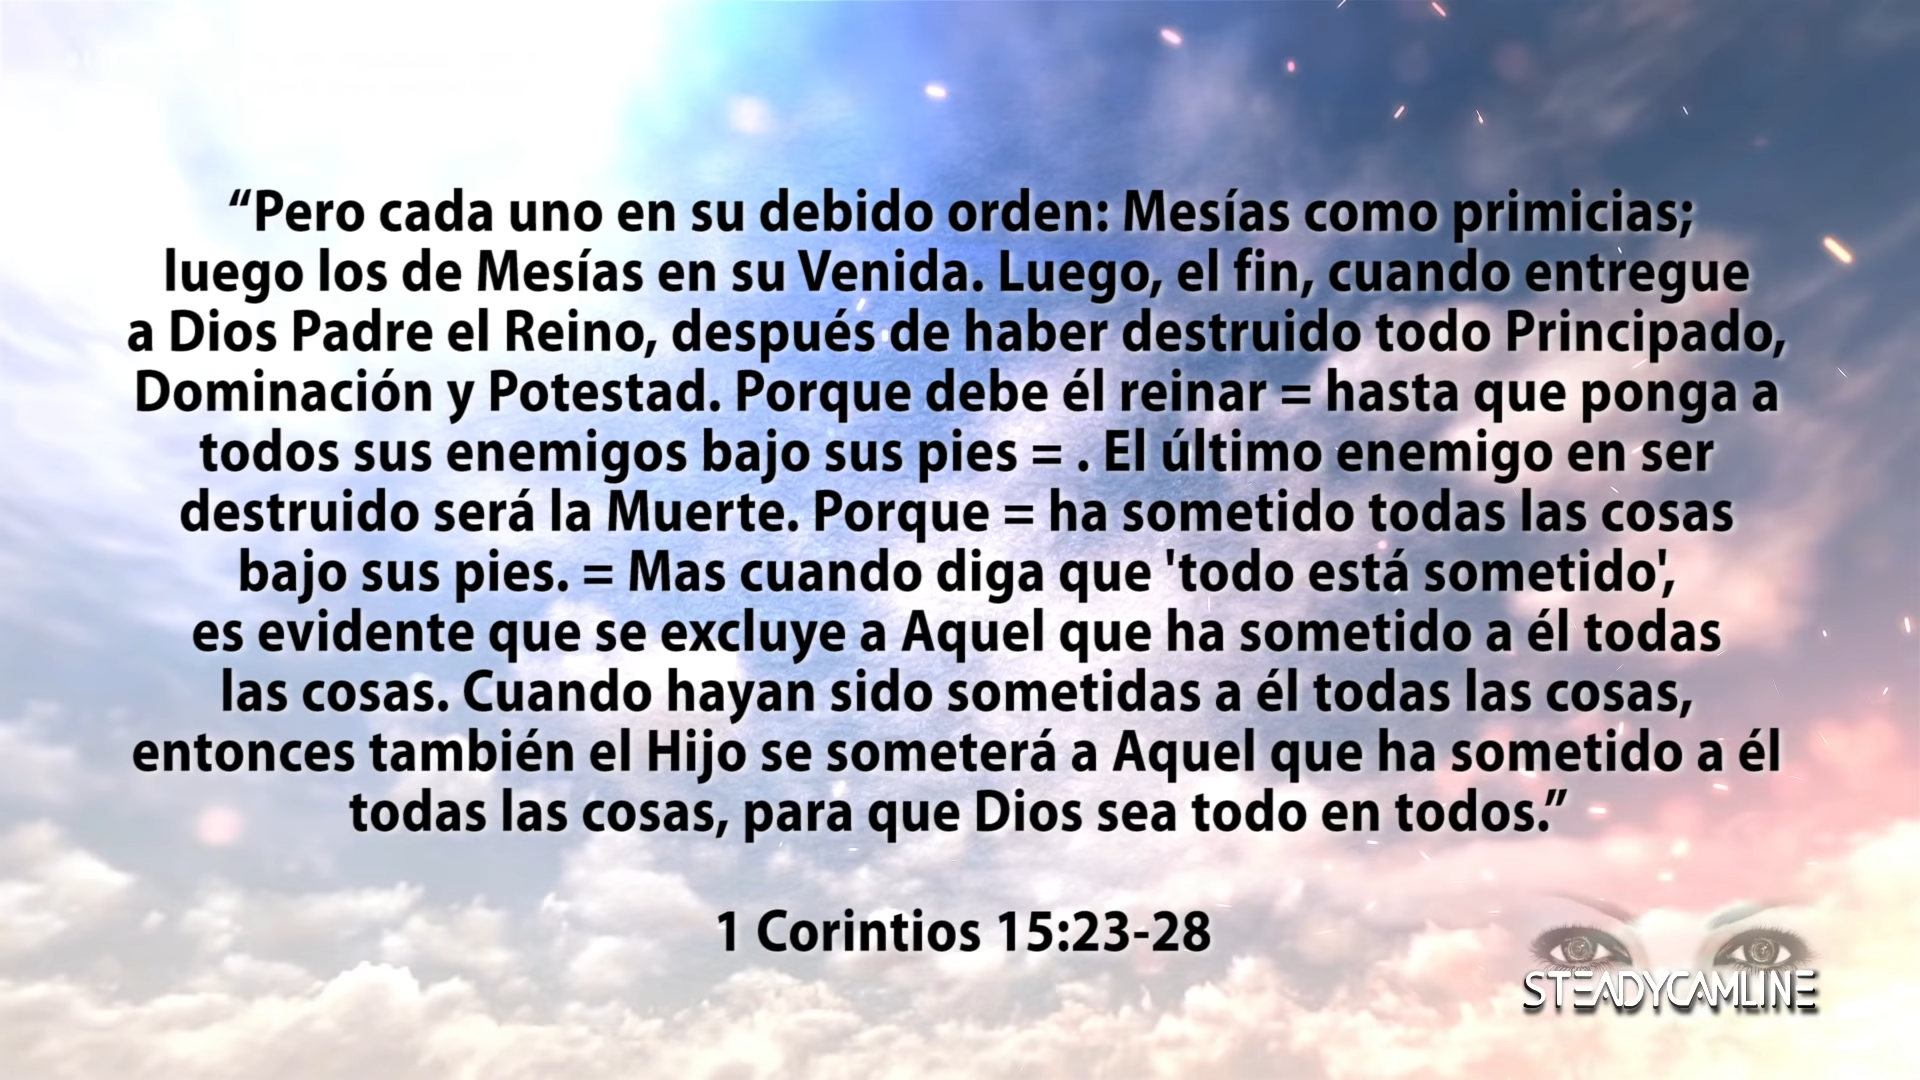 “Pero cada uno en su debido orden: Mesías como primicias;
luego los de Mesías en su Venida. Luego, el fin, cuando entregue
a Dios Padre el Reino, después de haber destruido todo Principado,
Dominación y Potestad. Porque debe él reinar = hasta que ponga a
todos sus enemigos bajo sus pies = . El último enemigo en ser
destruido será la Muerte. Porque = ha sometido todas las cosas
bajo sus pies. = Mas cuando diga que 'todo está sometido',
es evidente que se excluye a Aquel que ha sometido a él todas
las cosas. Cuando hayan sido sometidas a él todas las cosas,
entonces también el Hijo se someterá a Aquel que ha sometido a él
todas las cosas, para que Dios sea todo en todos.”
1 Corintios 15:23-28
STEADYCAMLINE